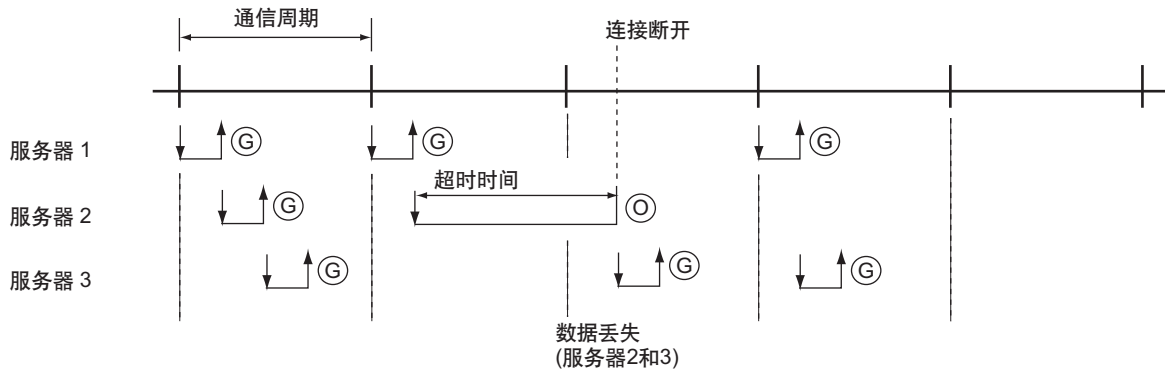 通信周期
连接断开
服务器 1
G
G
G
服务器 2
G
超时时间
O
服务器 3
G
G
G
数据丢失
(服务器2和3)